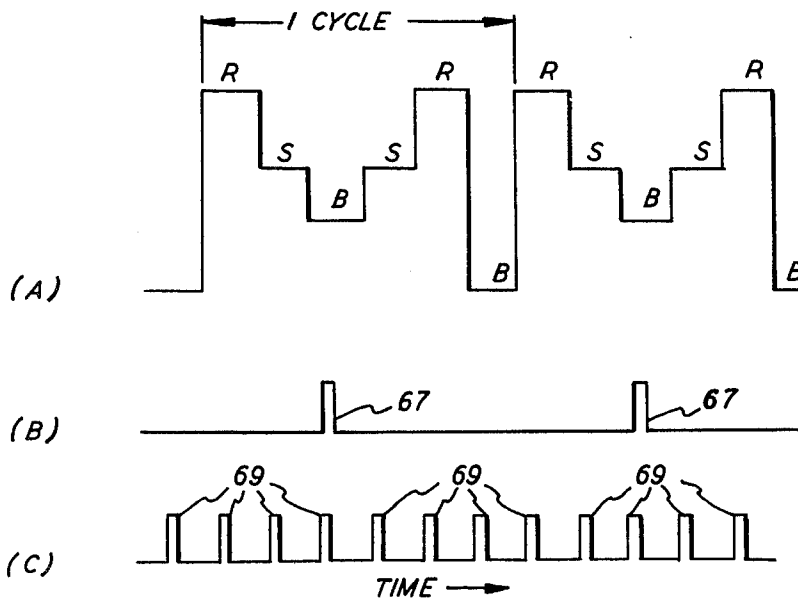 1 CYCLE
R R R R
S S S S
B B
(A) B B
(B) 67 67
(C) 69 69 69
TIME